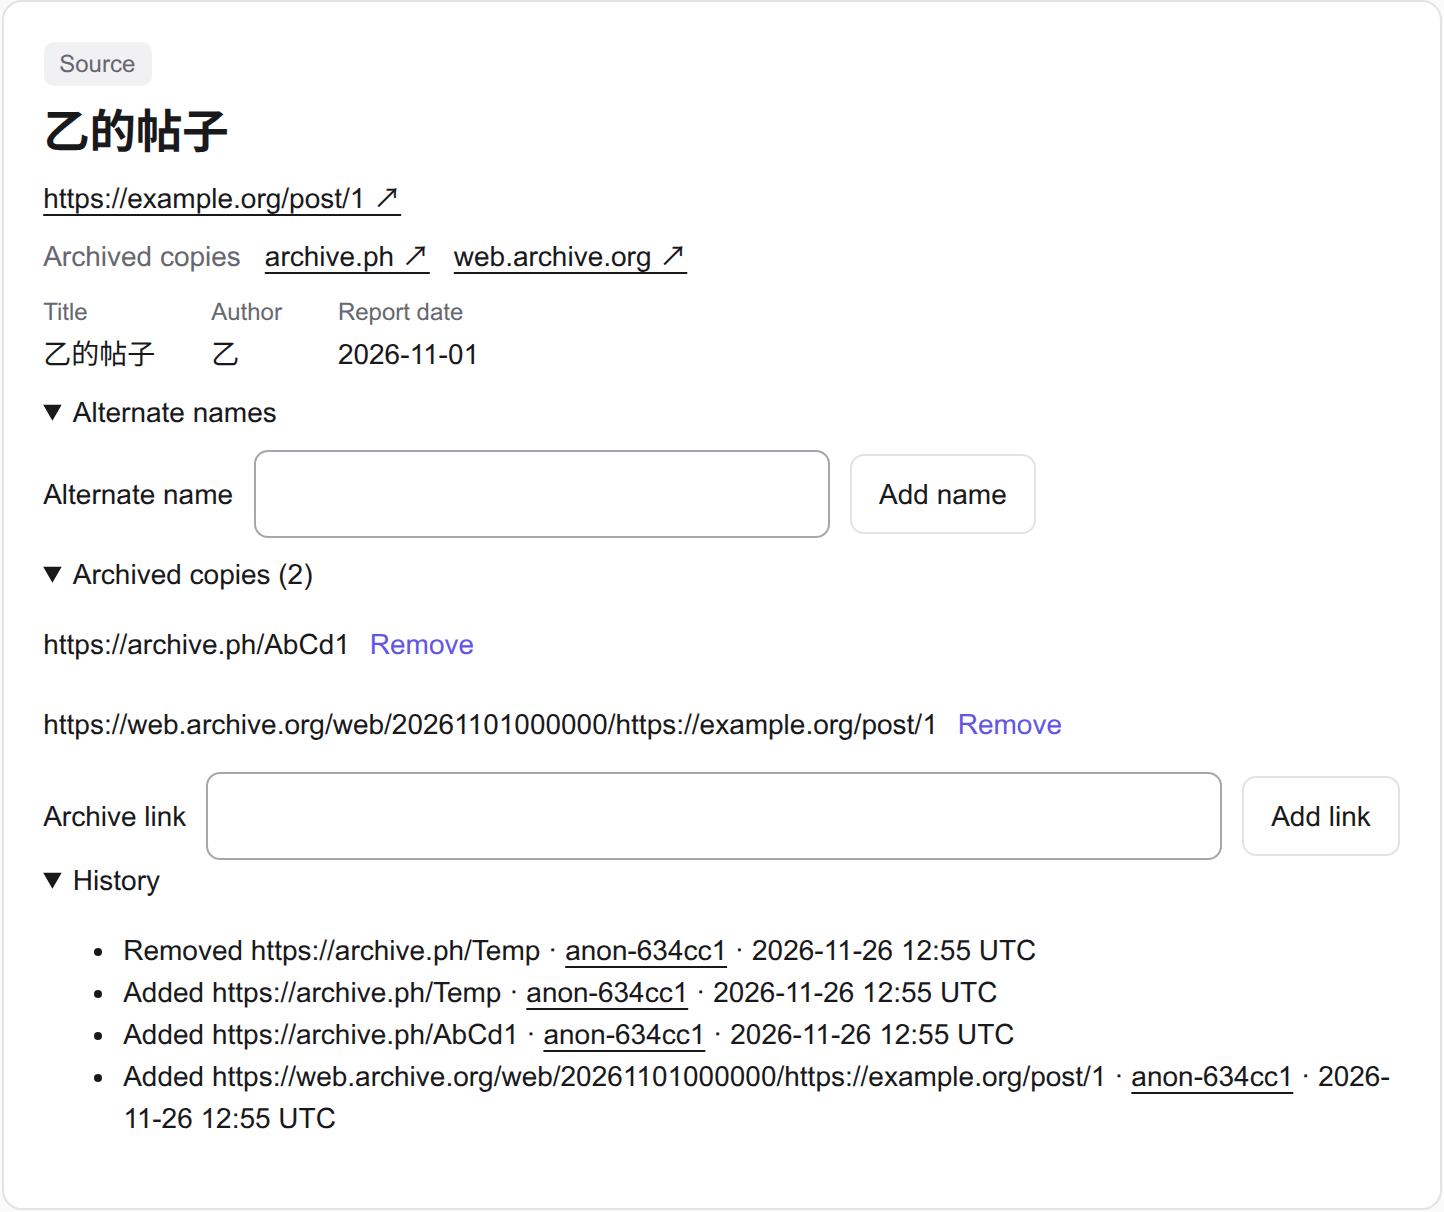 Source
乙的帖子
https://example.org/post/1 ↗
Archived copies archive.ph ↗ web.archive.org ↗
Title Author Report date
乙的帖子 乙 2026-11-01
▼ Alternate names
Alternate name Add name
▼ Archived copies (2)
https://archive.ph/AbCd1 Remove
https://web.archive.org/web/20261101000000/https://example.org/post/1 Remove
Archive link Add link
▼ History
• Removed https://archive.ph/Temp · anon-634cc1 · 2026-11-26 12:55 UTC
• Added https://archive.ph/Temp · anon-634cc1 · 2026-11-26 12:55 UTC
• Added https://archive.ph/AbCd1 · anon-634cc1 · 2026-11-26 12:55 UTC
• Added https://web.archive.org/web/20261101000000/https://example.org/post/1 · anon-634cc1 · 2026-
11-26 12:55 UTC